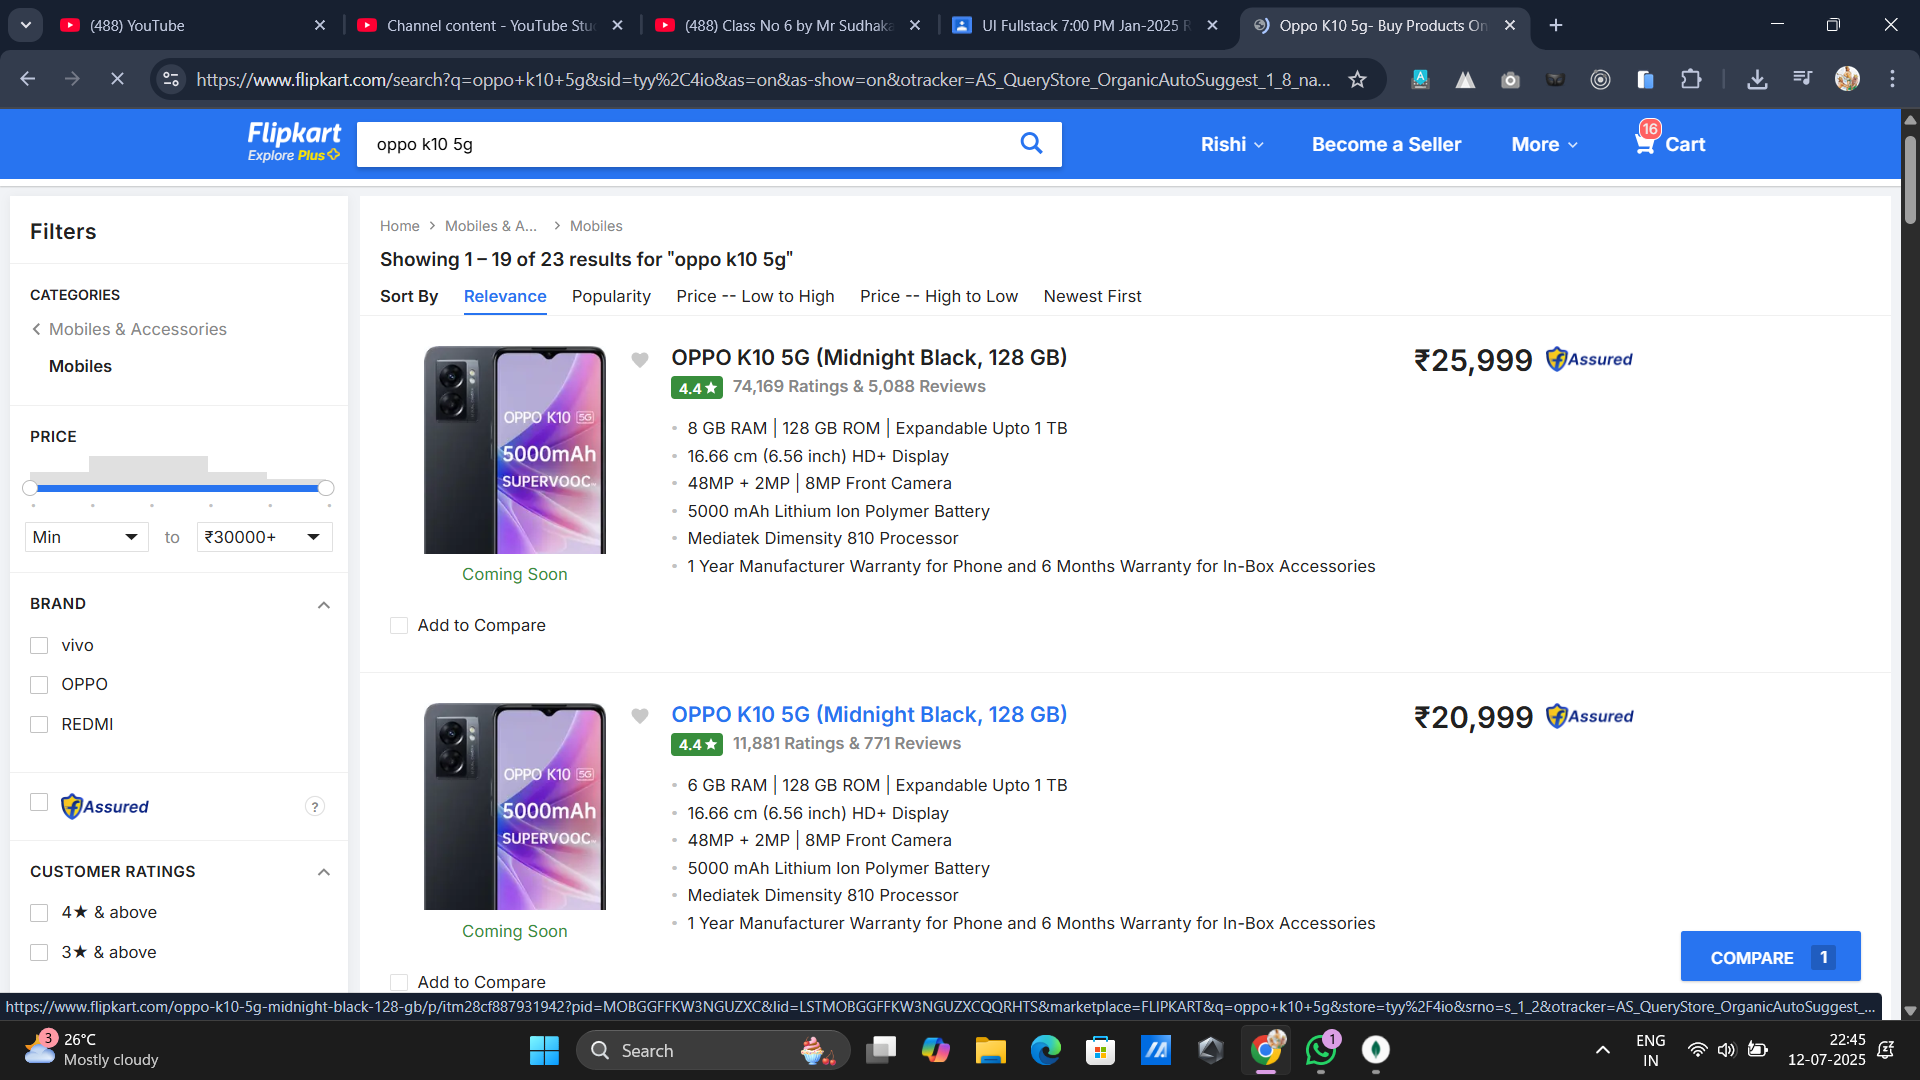 (488) YouTube
Channel content - YouTube Stu
(488) Class No 6 by Mr Sudhaka
UI Fullstack 7:00 PM Jan-2025 R
Oppo K10 5g- Buy Products On
https://www.flipkart.com/search?q=oppo+k10+5g&sid=tyy%2C4io&as=on&as-show=on&otracker=AS_QueryStore_OrganicAutoSuggest_1_8_na...
Flipkart
Explore Plus
oppo k10 5g
Rishi
Become a Seller
More
16
Cart
Filters
CATEGORIES
Mobiles & Accessories
Mobiles
PRICE
Min
to
₹30000+
BRAND
vivo
OPPO
REDMI
Assured
?
CUSTOMER RATINGS
4★ & above
3★ & above
Home
Mobiles & A...
Mobiles
Showing 1 – 19 of 23 results for "oppo k10 5g"
Sort By
Relevance
Popularity
Price -- Low to High
Price -- High to Low
Newest First
OPPO K10 5G
5000mAh
SUPERVOOC
Coming Soon
Add to Compare
OPPO K10 5G (Midnight Black, 128 GB)
4.4★
74,169 Ratings & 5,088 Reviews
8 GB RAM | 128 GB ROM | Expandable Upto 1 TB
16.66 cm (6.56 inch) HD+ Display
48MP + 2MP | 8MP Front Camera
5000 mAh Lithium Ion Polymer Battery
Mediatek Dimensity 810 Processor
1 Year Manufacturer Warranty for Phone and 6 Months Warranty for In-Box Accessories
₹25,999
Assured
OPPO K10 5G
5000mAh
SUPERVOOC
Coming Soon
Add to Compare
OPPO K10 5G (Midnight Black, 128 GB)
4.4★
11,881 Ratings & 771 Reviews
6 GB RAM | 128 GB ROM | Expandable Upto 1 TB
16.66 cm (6.56 inch) HD+ Display
48MP + 2MP | 8MP Front Camera
5000 mAh Lithium Ion Polymer Battery
Mediatek Dimensity 810 Processor
1 Year Manufacturer Warranty for Phone and 6 Months Warranty for In-Box Accessories
₹20,999
Assured
COMPARE 1
https://www.flipkart.com/oppo-k10-5g-midnight-black-128-gb/p/itm28cf887931942?pid=MOBGGFFKW3NGUZXC&lid=LSTMOBGGFFKW3NGUZXCQQRHTS&marketplace=FLIPKART&q=oppo+k10+5g&store=tyy%2F4io&srno=s_1_2&otracker=AS_QueryStore_OrganicAutoSuggest_...
3
26°C
Mostly cloudy
Search
1
ENG
IN
22:45
12-07-2025